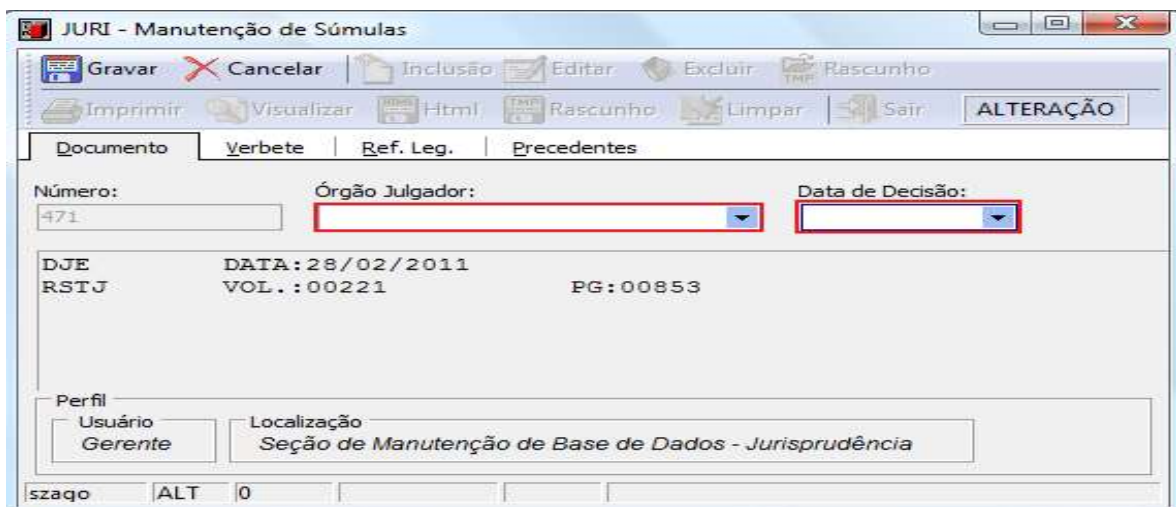 JURI - Manutenção de Súmulas
Gravar Cancelar Inclusão Editar Excluir Rascunho
Imprimir Visualizar Html Rascunho Limpar Sair ALTERAÇÃO
Documento Verbete Ref. Leg. Precedentes
Número: Órgão Julgador: Data de Decisão:
471
DJE DATA:28/02/2011
RSTJ VOL.:00221 PG:00853
Perfil
Usuário Localização
Gerente Seção de Manutenção de Base de Dados - Jurisprudência
szaqo ALT 0